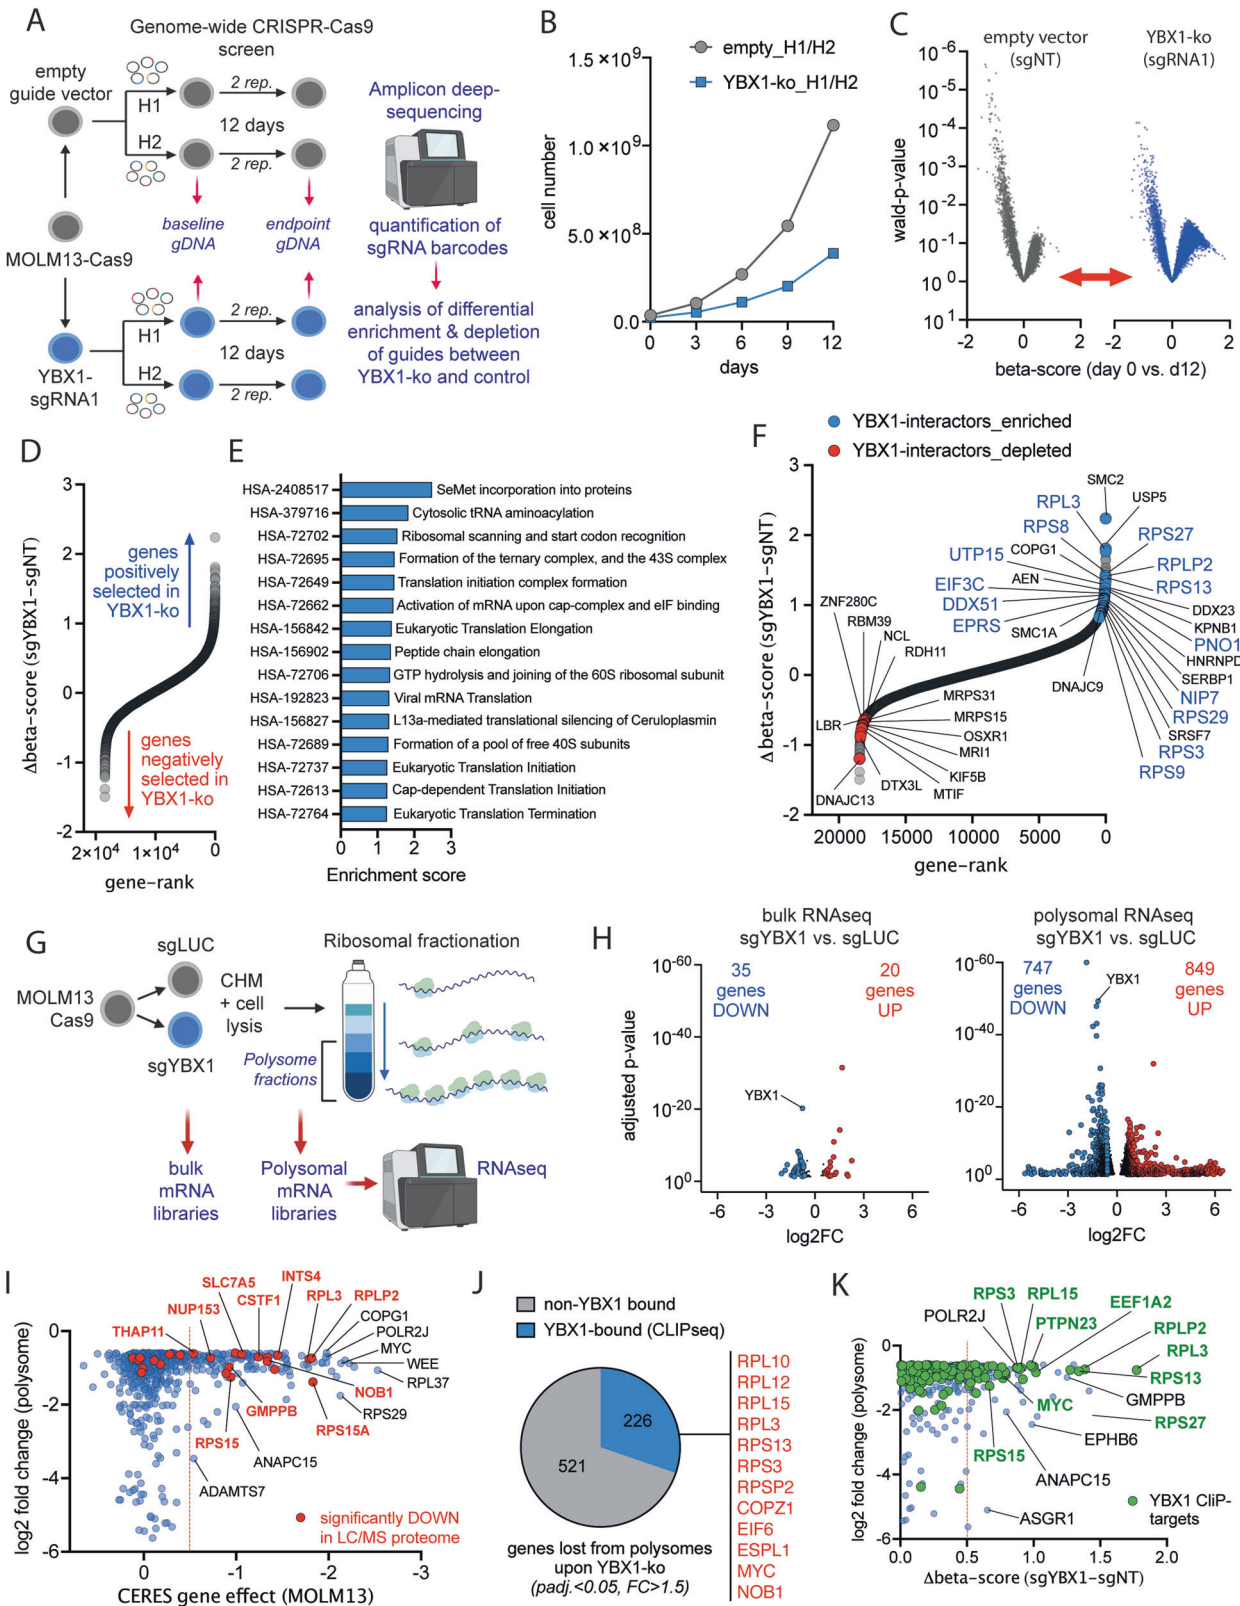 A
Genome-wide CRISPR-Cas9
screen
empty
guide vector
H1
2 rep.
12 days
H2
2 rep.
baseline
gDNA
endpoint
gDNA
MOLM13-Cas9
H1
2 rep.
12 days
H2
2 rep.
YBX1-
sgRNA1
Amplicon deep-
sequencing
quantification of
sgRNA barcodes
analysis of differential
enrichment & depletion
of guides between
YBX1-ko and control
B
empty_H1/H2
YBX1-ko_H1/H2
1.5×10⁹
1.0×10⁹
5.0×10⁸
0.0
cell number
0 3 6 9 12
days
C
empty vector
(sgNT)
YBX1-ko
(sgRNA1)
10⁻⁶
10⁻⁵
10⁻⁴
10⁻³
10⁻²
10⁻¹
10⁰
10¹
wald-p-value
-2 0 2
-2 0 2
beta-score (day 0 vs. d12)
D
3
2
1
0
-1
-2
Δbeta-score (sgYBX1-sgNT)
genes
positively
selected in
YBX1-ko
genes
negatively
selected in
YBX1-ko
2×10⁴ 1×10⁴ 0
gene-rank
E
HSA-2408517 SeMet incorporation into proteins
HSA-379716 Cytosolic tRNA aminoacylation
HSA-72702 Ribosomal scanning and start codon recognition
HSA-72695 Formation of the ternary complex, and the 43S complex
HSA-72649 Translation initiation complex formation
HSA-72662 Activation of mRNA upon cap-complex and eIF binding
HSA-156842 Eukaryotic Translation Elongation
HSA-156902 Peptide chain elongation
HSA-72706 GTP hydrolysis and joining of the 60S ribosomal subunit
HSA-192823 Viral mRNA Translation
HSA-156827 L13a-mediated translational silencing of Ceruloplasmin
HSA-72689 Formation of a pool of free 40S subunits
HSA-72737 Eukaryotic Translation Initiation
HSA-72613 Cap-dependent Translation Initiation
HSA-72764 Eukaryotic Translation Termination
0 1 2 3
Enrichment score
F
YBX1-interactors_enriched
YBX1-interactors_depleted
3
2
1
0
-1
-2
Δbeta-score (sgYBX1-sgNT)
SMC2
RPL3
USP5
RPS8
RPS27
COPG1
UTP15
RPLP2
AEN
RPS13
EIF3C
DDX51
DDX23
EPRS
KPNB1
SMC1A
PNO1
HNRNPD
SERBP1
DNAJC9
NIP7
RPS29
SRSF7
RPS3
RPS9
ZNF280C
RBM39
NCL
RDH11
MRPS31
LBR
MRPS15
OSXR1
MRI1
KIF5B
DTX3L
MTIF
DNAJC13
20000 15000 10000 5000 0
gene-rank
G
sgLUC
MOLM13
Cas9
sgYBX1
CHM
+ cell
lysis
Ribosomal fractionation
Polysome
fractions
bulk
mRNA
libraries
Polysomal
mRNA
libraries
RNAseq
H
bulk RNAseq
sgYBX1 vs. sgLUC
35
genes
DOWN
20
genes
UP
YBX1
10⁻⁶⁰
10⁻⁴⁰
10⁻²⁰
10⁰
adjusted p-value
-6 -3 0 3 6
log2FC
polysomal RNAseq
sgYBX1 vs. sgLUC
747
genes
DOWN
849
genes
UP
YBX1
10⁻⁶⁰
10⁻⁴⁰
10⁻²⁰
10⁰
-6 -3 0 3 6
log2FC
I
INTS4
SLC7A5
CSTF1
RPL3
RPLP2
NUP153
COPG1
THAP11
POLR2J
MYC
WEE
RPL37
NOB1
GMPPB
RPS29
RPS15
RPS15A
ANAPC15
ADAMTS7
significantly DOWN
in LC/MS proteome
0
-2
-4
-6
log2 fold change (polysome)
0 -1 -2 -3
CERES gene effect (MOLM13)
J
non-YBX1 bound
YBX1-bound (CLIPseq)
226
521
genes lost from polysomes
upon YBX1-ko
(padj.<0.05, FC>1.5)
RPL10
RPL12
RPL15
RPL3
RPS13
RPS3
RPSP2
COPZ1
EIF6
ESPL1
MYC
NOB1
K
RPS3
RPL15
EEF1A2
POLR2J
PTPN23
RPLP2
RPL3
RPS13
GMPPB
MYC
RPS27
EPHB6
RPS15
ANAPC15
ASGR1
YBX1 CliP-
targets
0
-2
-4
-6
log2 fold change (polysome)
0.0 0.5 1.0 1.5 2.0
Δbeta-score (sgYBX1-sgNT)